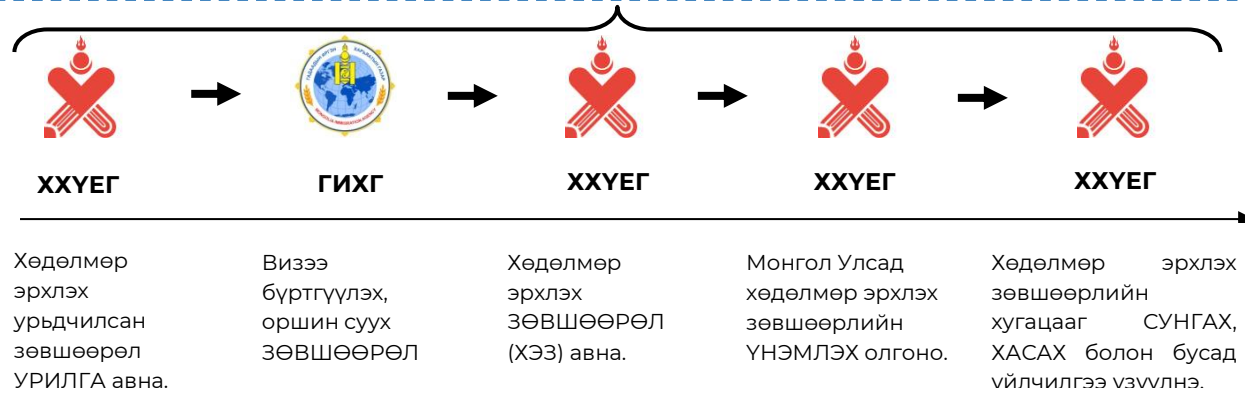 ХХҮЕГ
ГИХГ
ХХҮЕГ
ХХҮЕГ
ХХҮЕГ
Хөдөлмөр
эрхлэх
урьдчилсан
зөвшөөрөл
УРИЛГА авна.
Визээ
бүртгүүлэх,
оршин суух
ЗӨВШӨӨРӨЛ
Хөдөлмөр
эрхлэх
ЗӨВШӨӨРӨЛ
(ХЭЗ) авна.
Монгол Улсад
хөдөлмөр эрхлэх
зөвшөөрлийн
ҮНЭМЛЭХ олгоно.
Хөдөлмөр эрхлэх
зөвшөөрлийн
хугацааг СУНГАХ,
ХАСАХ болон бусад
үйлчилгээ үзүүлнэ.